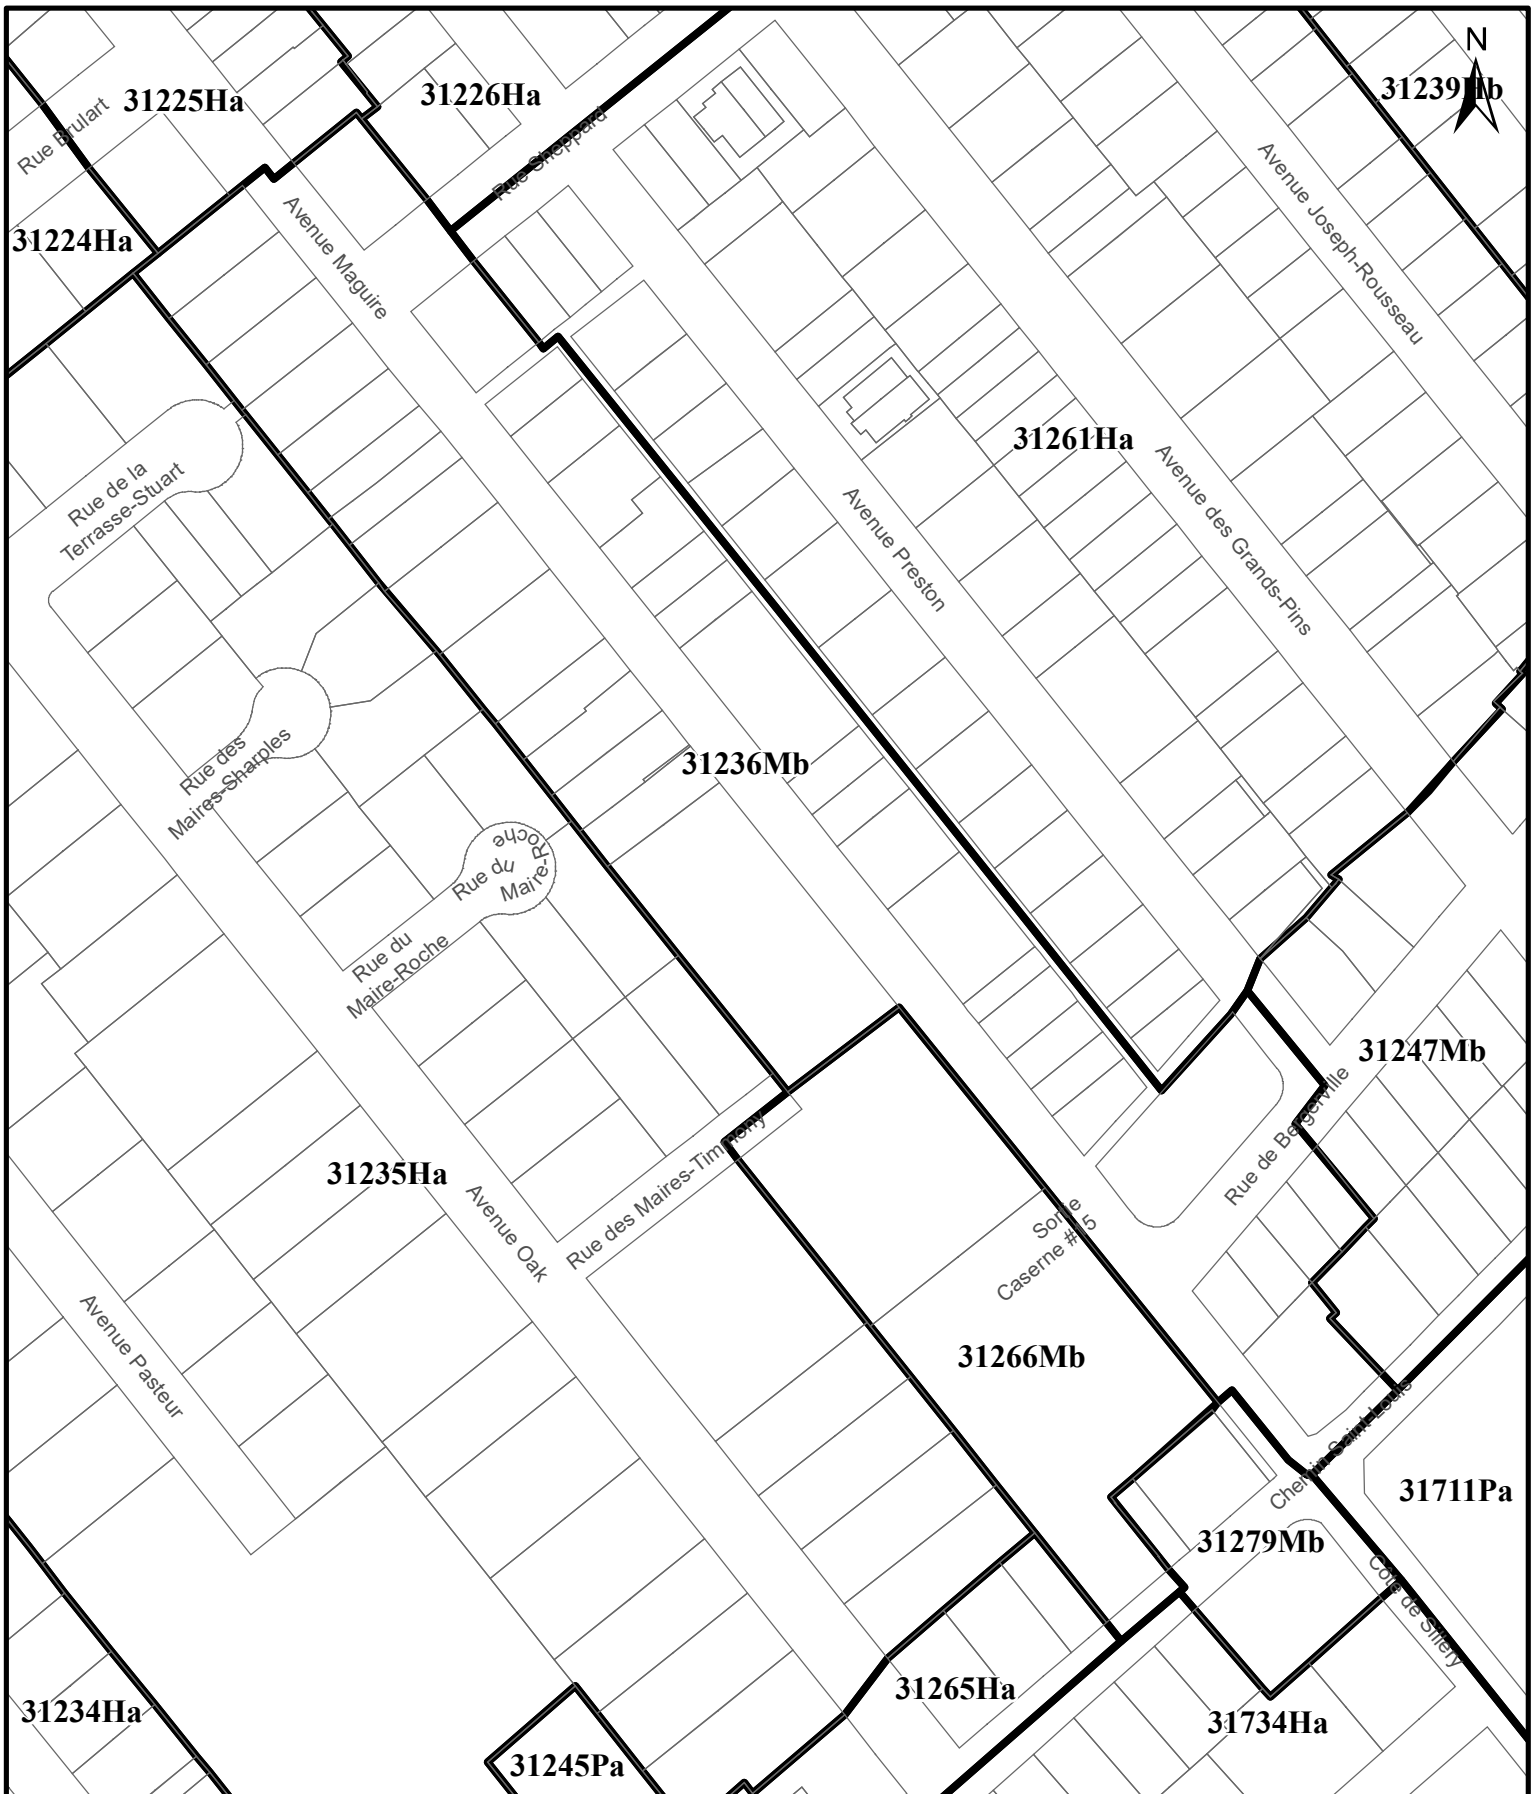 N
31225Ha
31226Ha
31239Hb
Rue Brulart
Rue Sheppard
31224Ha
Avenue Maguire
Avenue Joseph-Rousseau
31261Ha
Rue de la
Terrasse-Stuart
Avenue Preston
Avenue des Grands-Pins
Rue des
Maires-Sharples
31236Mb
Rue du
Maire-Roche
Rue du
Maire-Roche
31247Mb
Rue de Bergerville
Rue des Maires-Timmony
31235Ha
Avenue Oak
Sortie
Caserne #15
Avenue Pasteur
31266Mb
Chemin Saint-Louis
31711Pa
31279Mb
Côte de Sillery
31265Ha
31234Ha
31734Ha
31245Pa